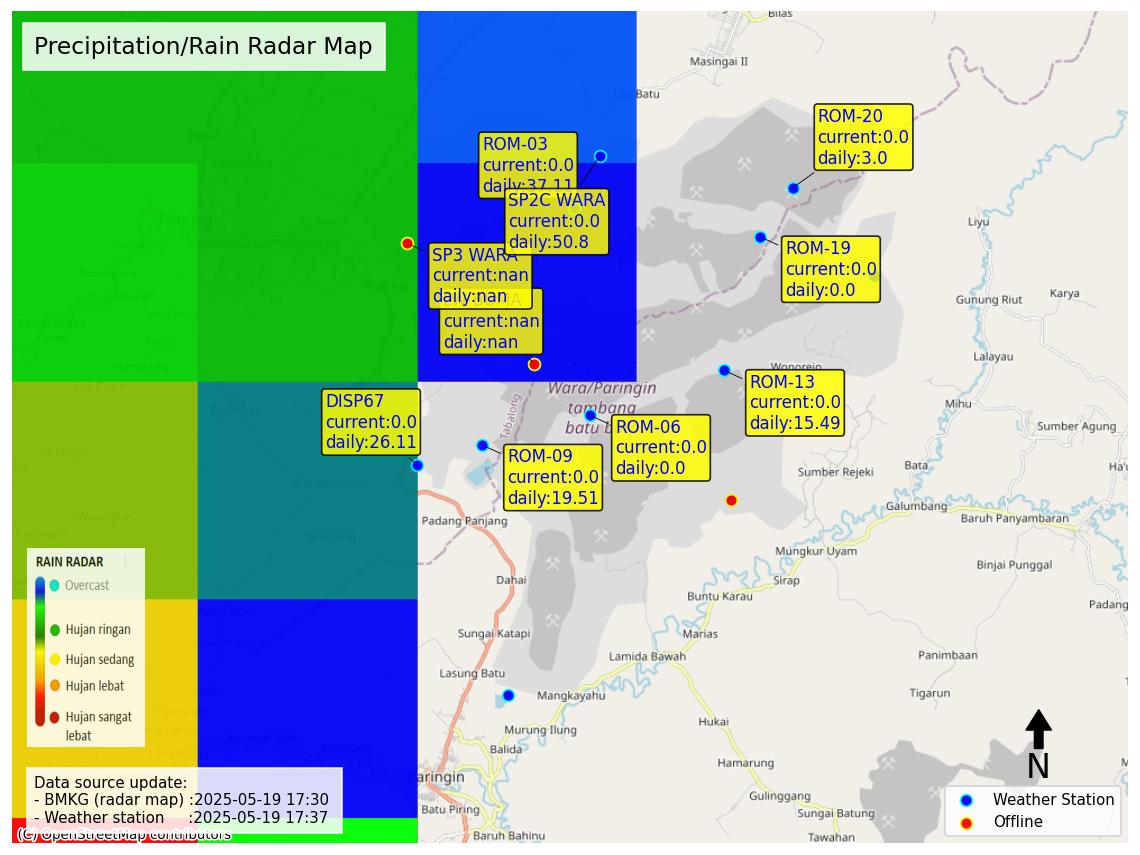 Precipitation/Rain Radar Map
Bilas
Masingai II
Luk Batu
ROM-20
current:0.0
daily:3.0
ROM-03
current:0.0
daily:37.11
SP2C WARA
current:0.0
daily:50.8
Tanjung
Liyu
ROM-19
current:0.0
daily:0.0
SP3 WARA
current:nan
daily:nan
current:nan
daily:nan
Mabuun
Maburai
Gunung Riut
Karya
Lalayau
Wonorejo
Wara/Paringin
tambang
batu b
ROM-13
current:0.0
daily:15.49
DISP67
current:0.0
daily:26.11
Tabalong
ROM-06
current:0.0
daily:0.0
ROM-09
current:0.0
daily:19.51
Mihu
Sumber Agung
Bata
Ha'u
Sumber Rejeki
Galumbang
Baruh Panyambaran
Padang Panjang
Mungkur Uyam
Binjai Punggal
Sirap
Dahai
Buntu Karau
Padang
RAIN RADAR
Overcast
Hujan ringan
Hujan sedang
Hujan lebat
Hujan sangat
lebat
Sungai Katapi
Marias
Lamida Bawah
Panimbaan
Lasung Batu
Mangkayahu
Tigarun
Murung Ilung
Hukai
Balida
Hamarung
N
Paringin
Gulinggang
Batu Piring
Sungai Batung
Baruh Bahinu
Tawahan
Data source update:
- BMKG (radar map) :2025-05-19 17:30
- Weather station :2025-05-19 17:37
(C) OpenStreetMap contributors
Weather Station
Offline